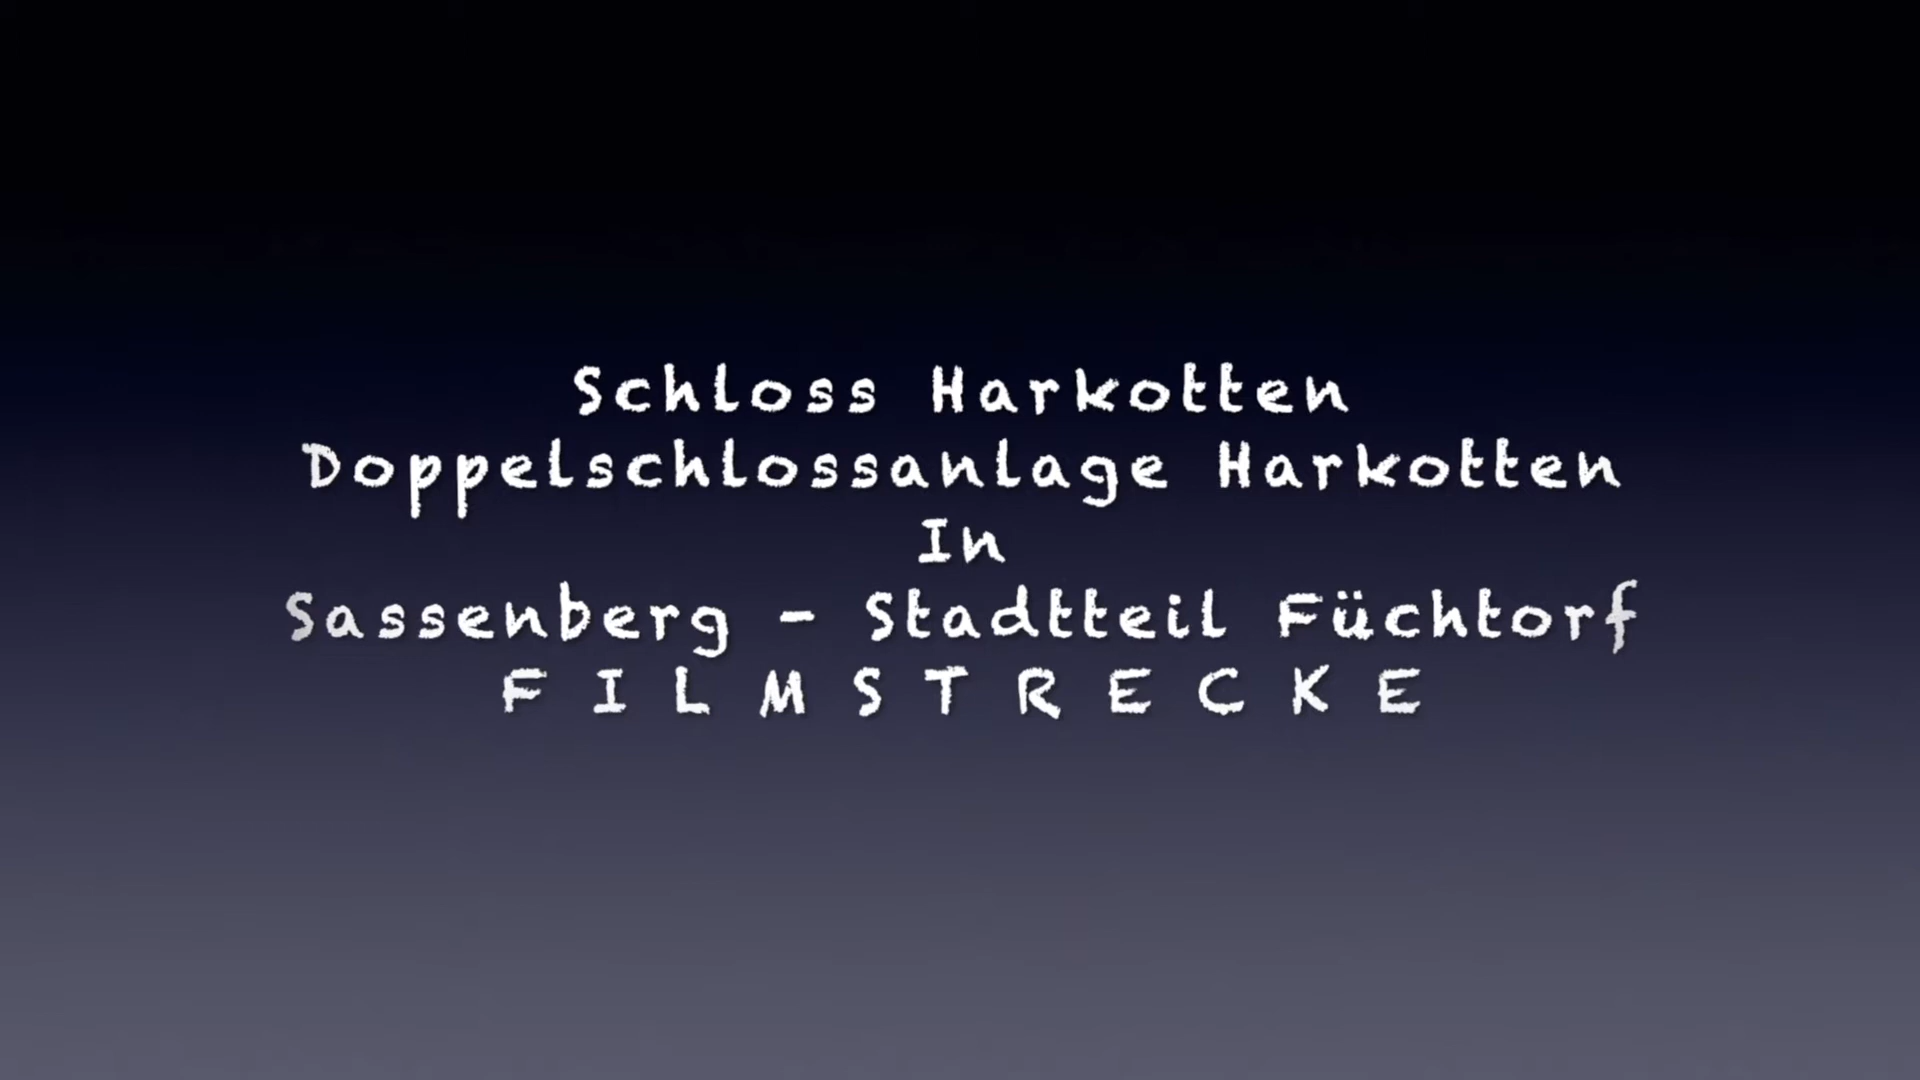 Schloss Harkotten
Doppelschlossanlage Harkotten
In
Sassenberg - Stadtteil Füchtorf
F I L M S T R E C K E